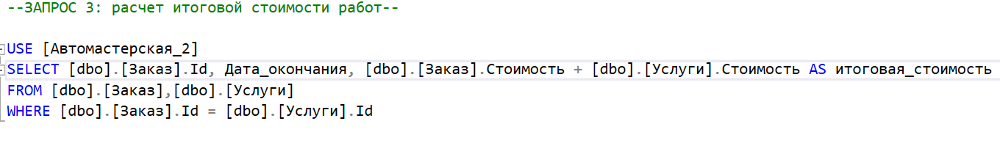 --ЗАПРОС 3: расчет итоговой стоимости работ--
USE [Автомастерская_2]
SELECT [dbo].[Заказ].Id, Дата_окончания, [dbo].[Заказ].Стоимость + [dbo].[Услуги].Стоимость AS итоговая_стоимость
FROM [dbo].[Заказ],[dbo].[Услуги]
WHERE [dbo].[Заказ].Id = [dbo].[Услуги].Id